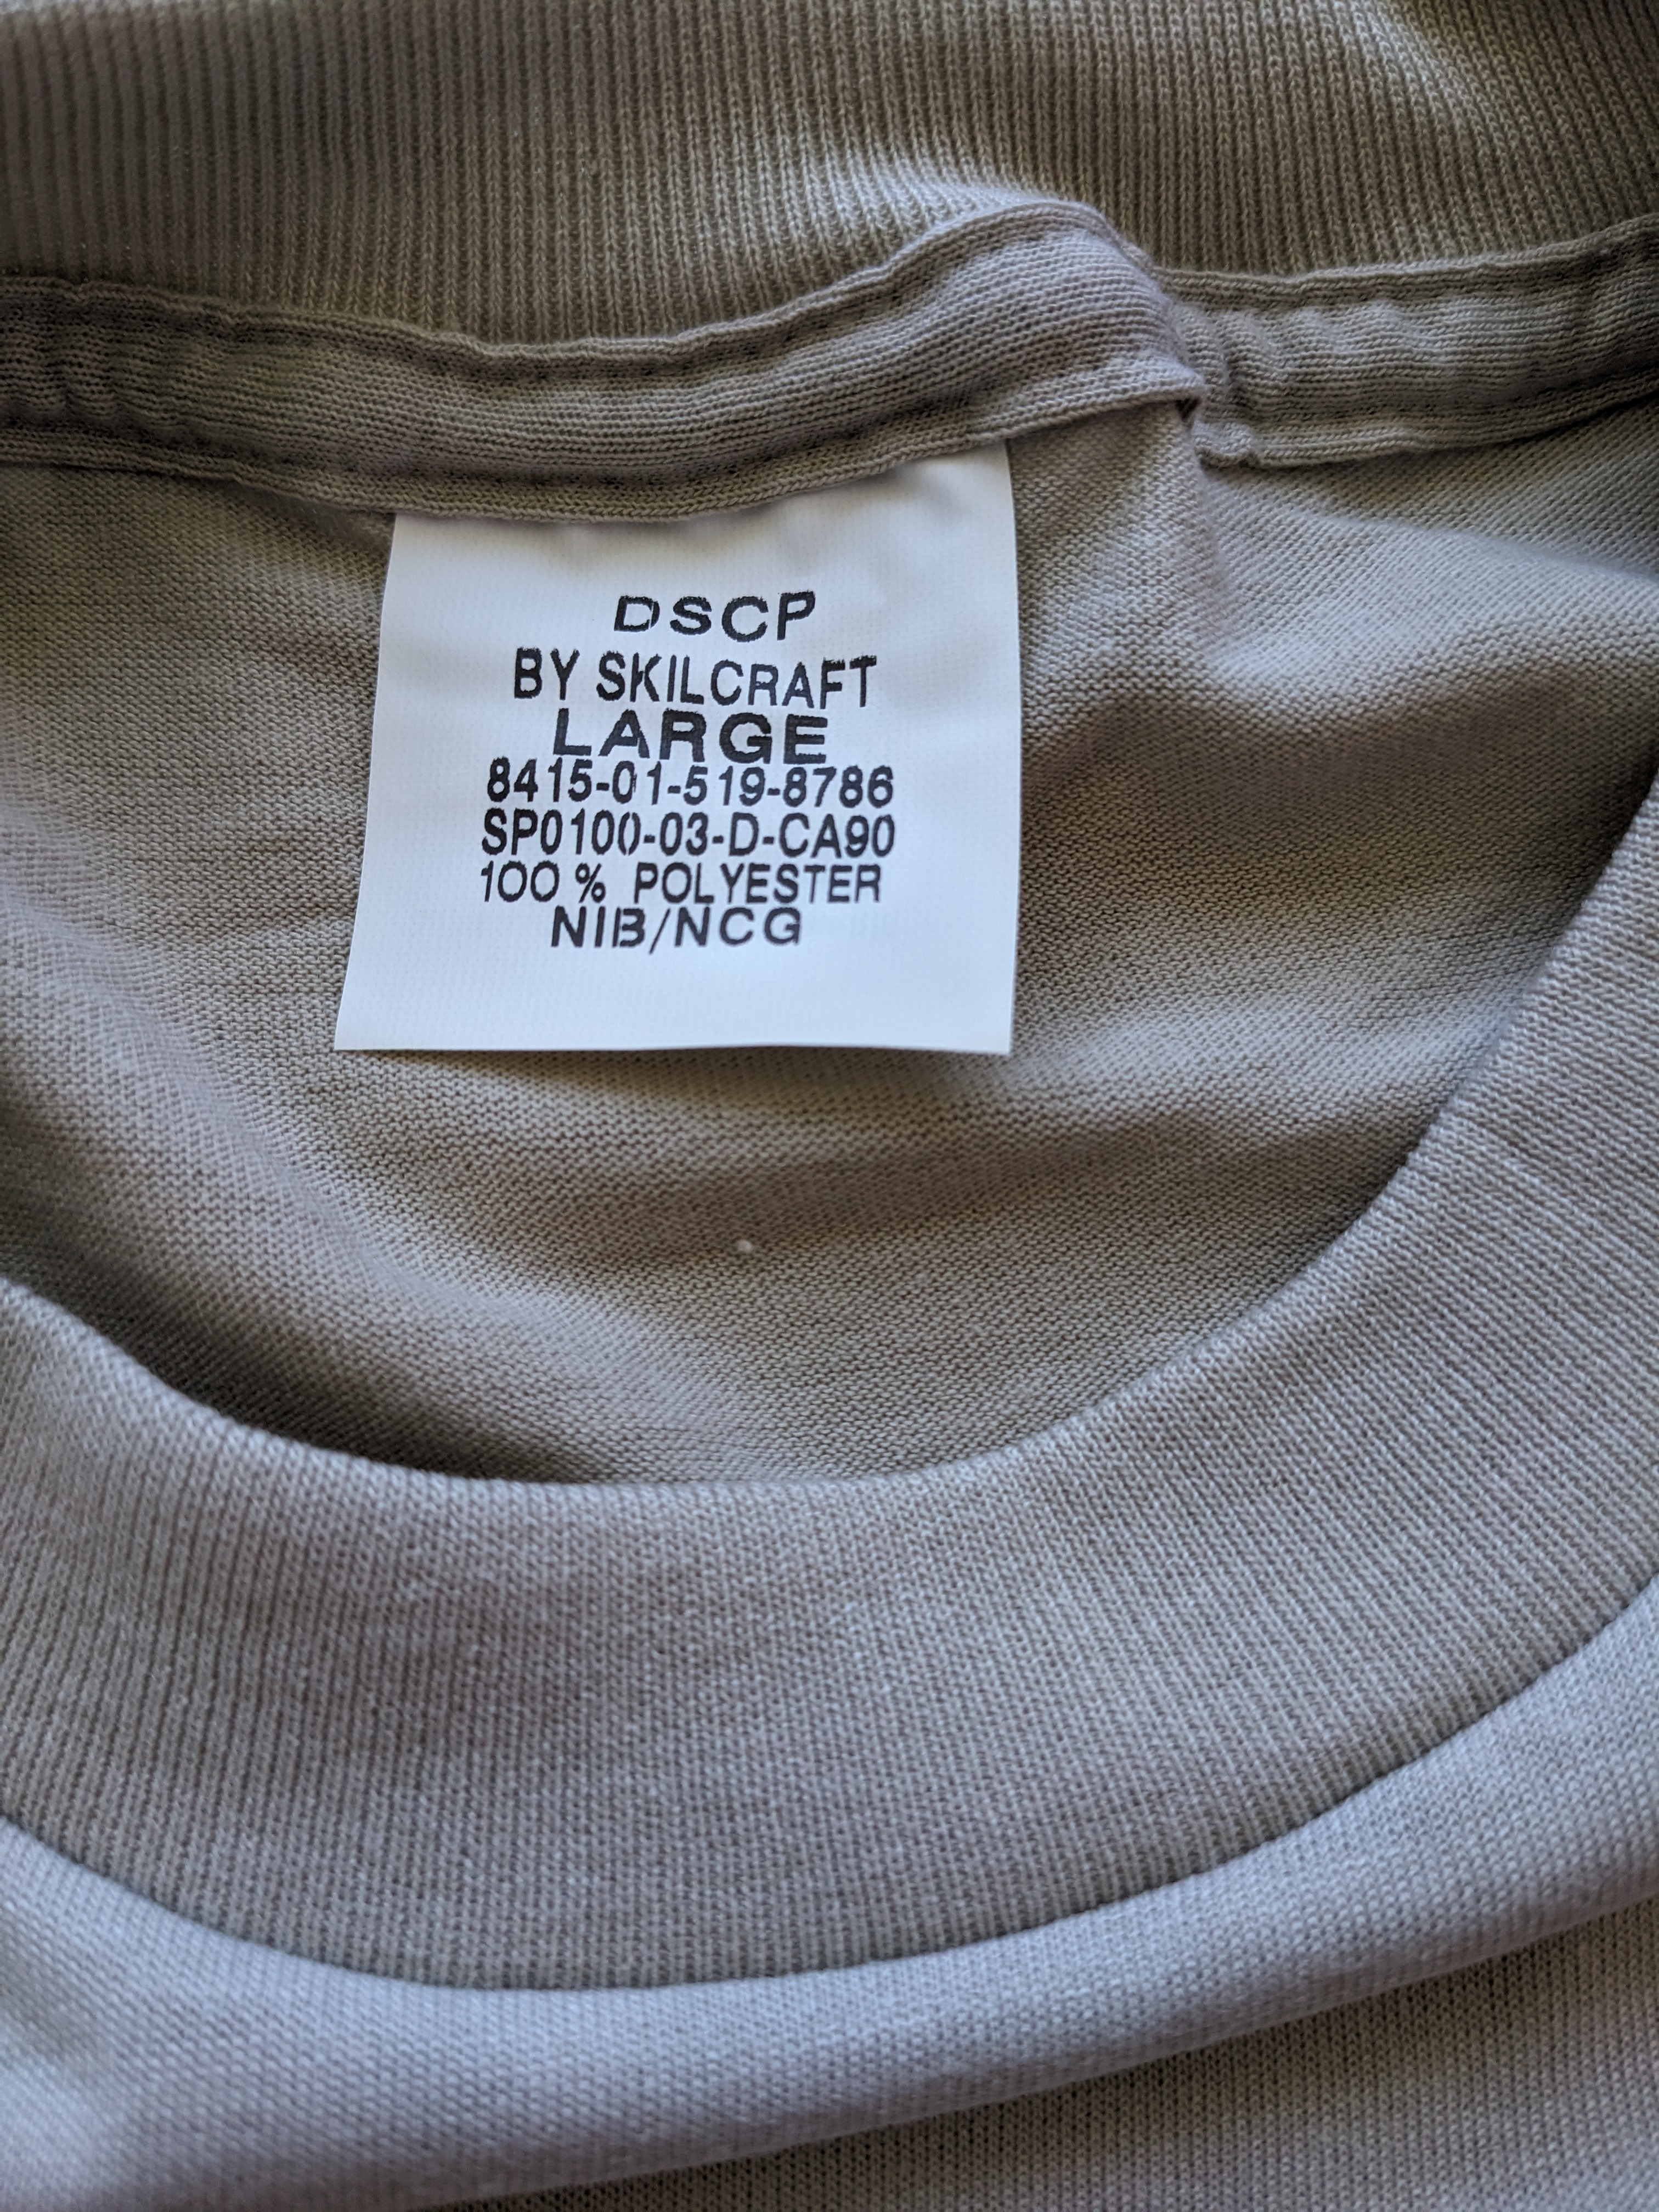 DSCP
BY SKILCRAFT
LARGE
8415-01-519-8786
SP0100-03-D-CA90
100 % POLYESTER
NIB/NCG